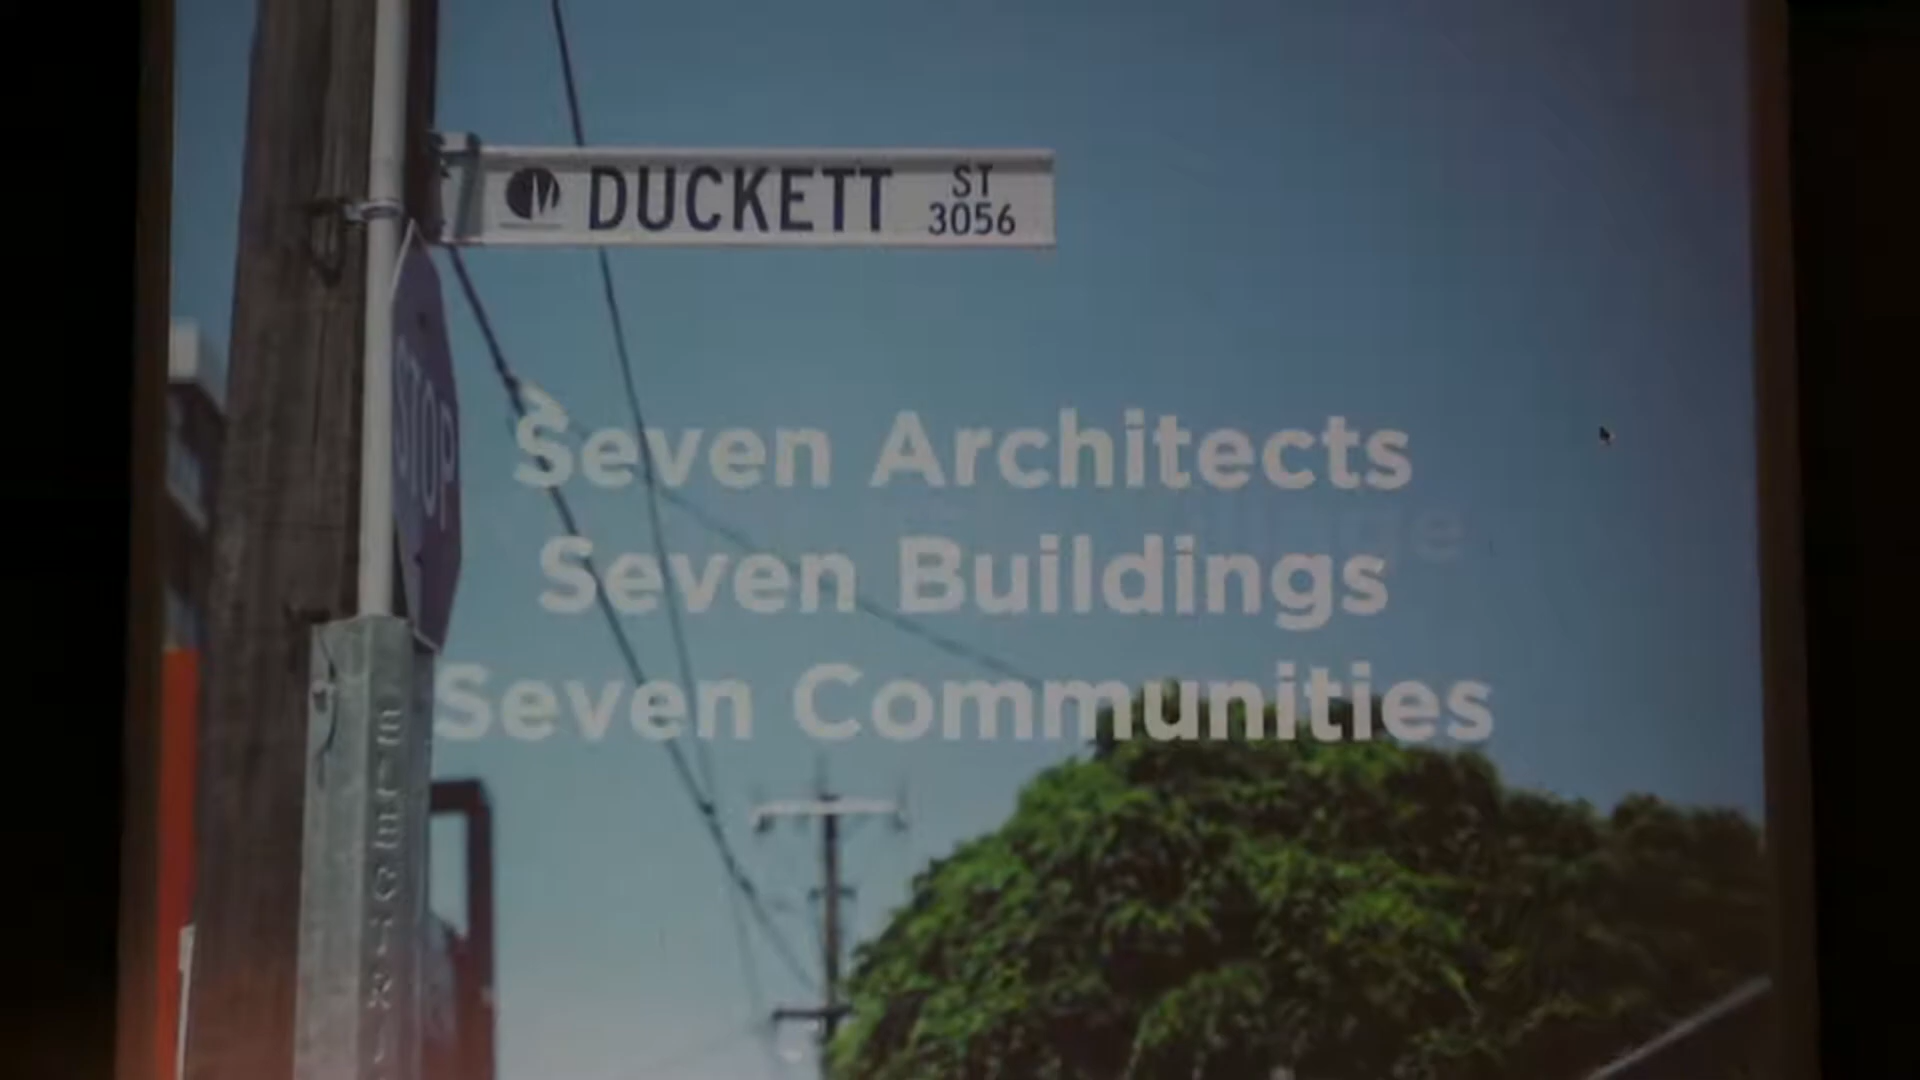 DUCKETT ST
3056
STOP
Seven Architects
Seven Buildings
Seven Communities